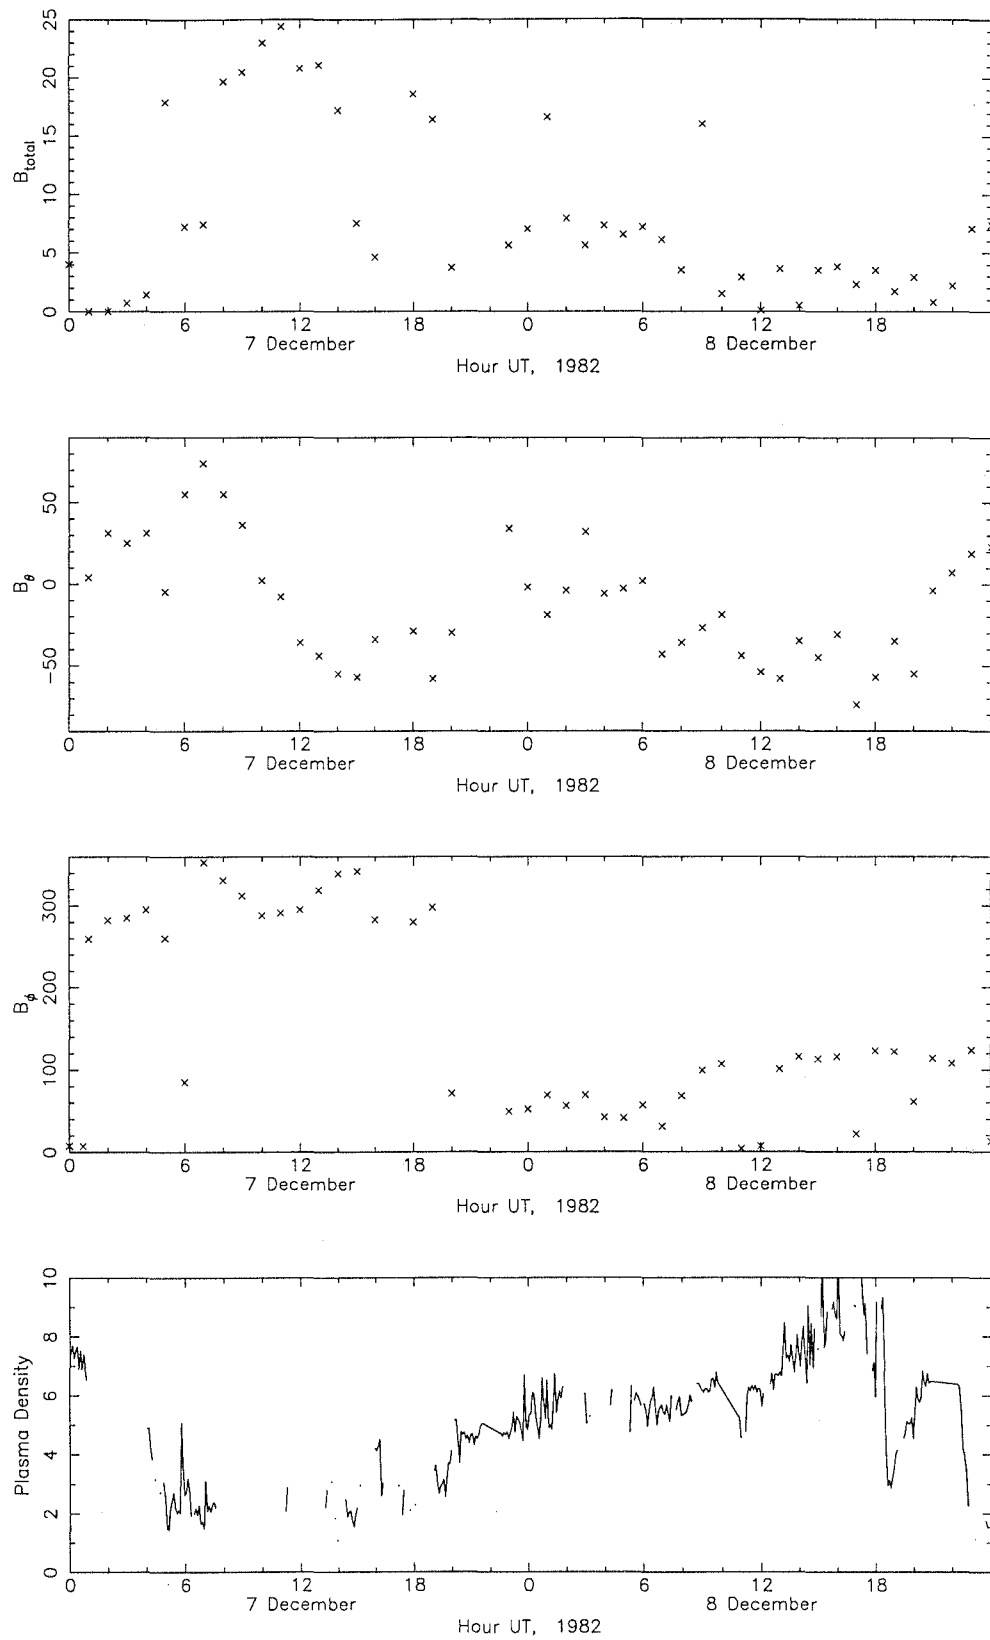 25
20
15
10
5
0
B_total
0 6 12 18 0 6 12 18
7 December 8 December
Hour UT, 1982
50
0
−50
B_θ
0 6 12 18 0 6 12 18
7 December 8 December
Hour UT, 1982
300
200
100
0
B_ϕ
0 6 12 18 0 6 12 18
7 December 8 December
Hour UT, 1982
10
8
6
4
2
0
Plasma Density
0 6 12 18 0 6 12 18
7 December 8 December
Hour UT, 1982